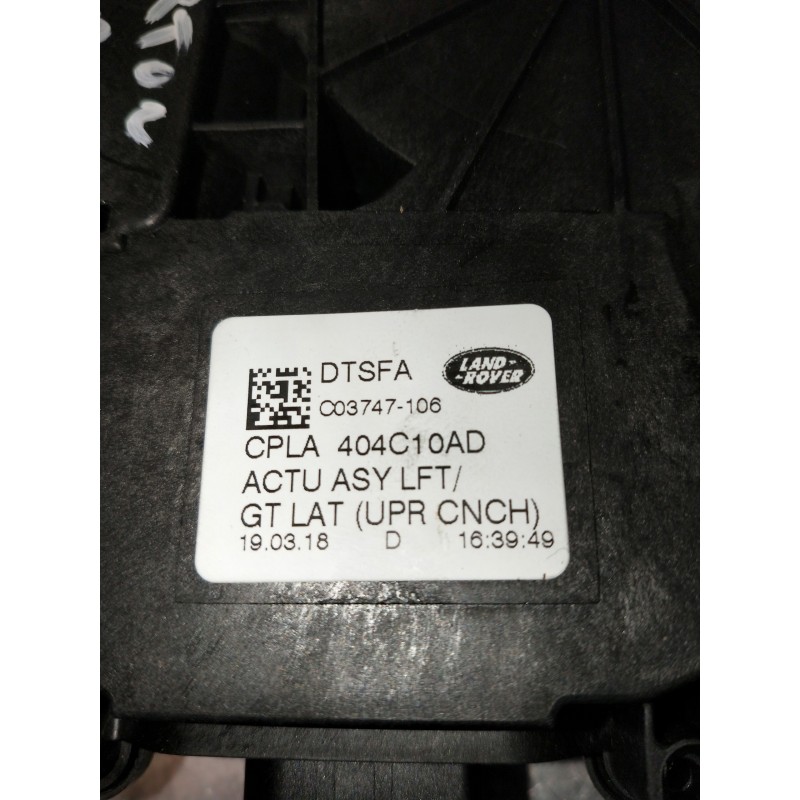 DTSFA
LAND
-ROVER
C03747-106
CPLA 404C10AD
ACTU ASY LFT/
GT LAT (UPR CNCH)
19.03.18 D 16:39:49